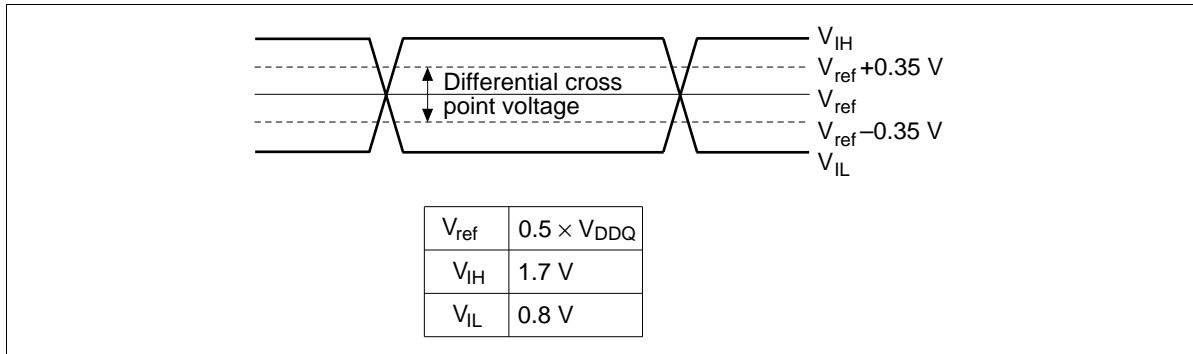 V_IH
V_ref +0.35 V
Differential cross
point voltage
V_ref
V_ref –0.35 V
V_IL
V_ref 0.5 × V_DDQ
V_IH 1.7 V
V_IL 0.8 V